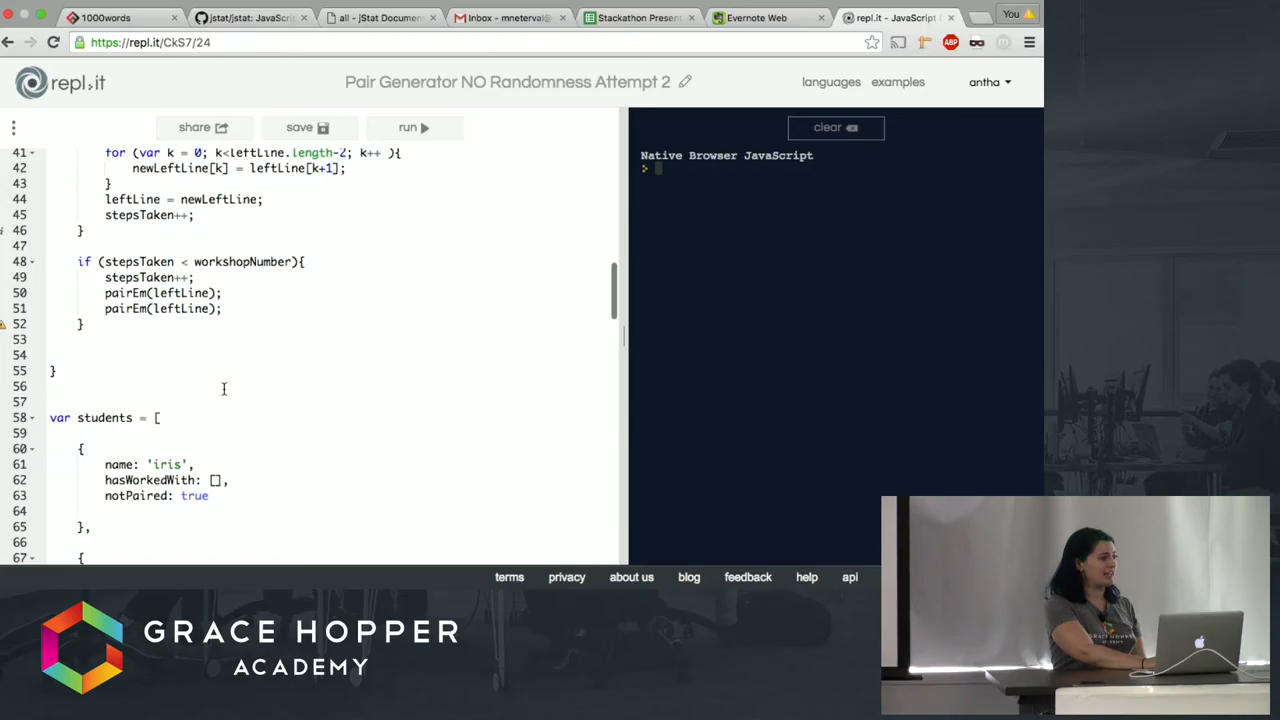 1000words
jstat/jstat: JavaScri
all - jStat Documen
Inbox - mneterval@
Stackathon Present
Evernote Web
repl.it - JavaScript
You
https://repl.it/CkS7/24
ABP
repl.it
Pair Generator NO Randomness Attempt 2
languages
examples
antha
share
save
run
clear
41 for (var k = 0; k<leftLine.length-2; k++ ){
42 newLeftLine[k] = leftLine[k+1];
43 }
44 leftLine = newLeftLine;
45 stepsTaken++;
46 }
47
48 if (stepsTaken < workshopNumber){
49 stepsTaken++;
50 pairEm(leftLine);
51 pairEm(leftLine);
52 }
53
54
55 }
56
57
58 var students = [
59
60 {
61 name: 'iris',
62 hasWorkedWith: [],
63 notPaired: true
64
65 },
66
67 {
Native Browser JavaScript
>
terms
privacy
about us
blog
feedback
help
api
GRACE HOPPER
ACADEMY
GRACE HOPPER